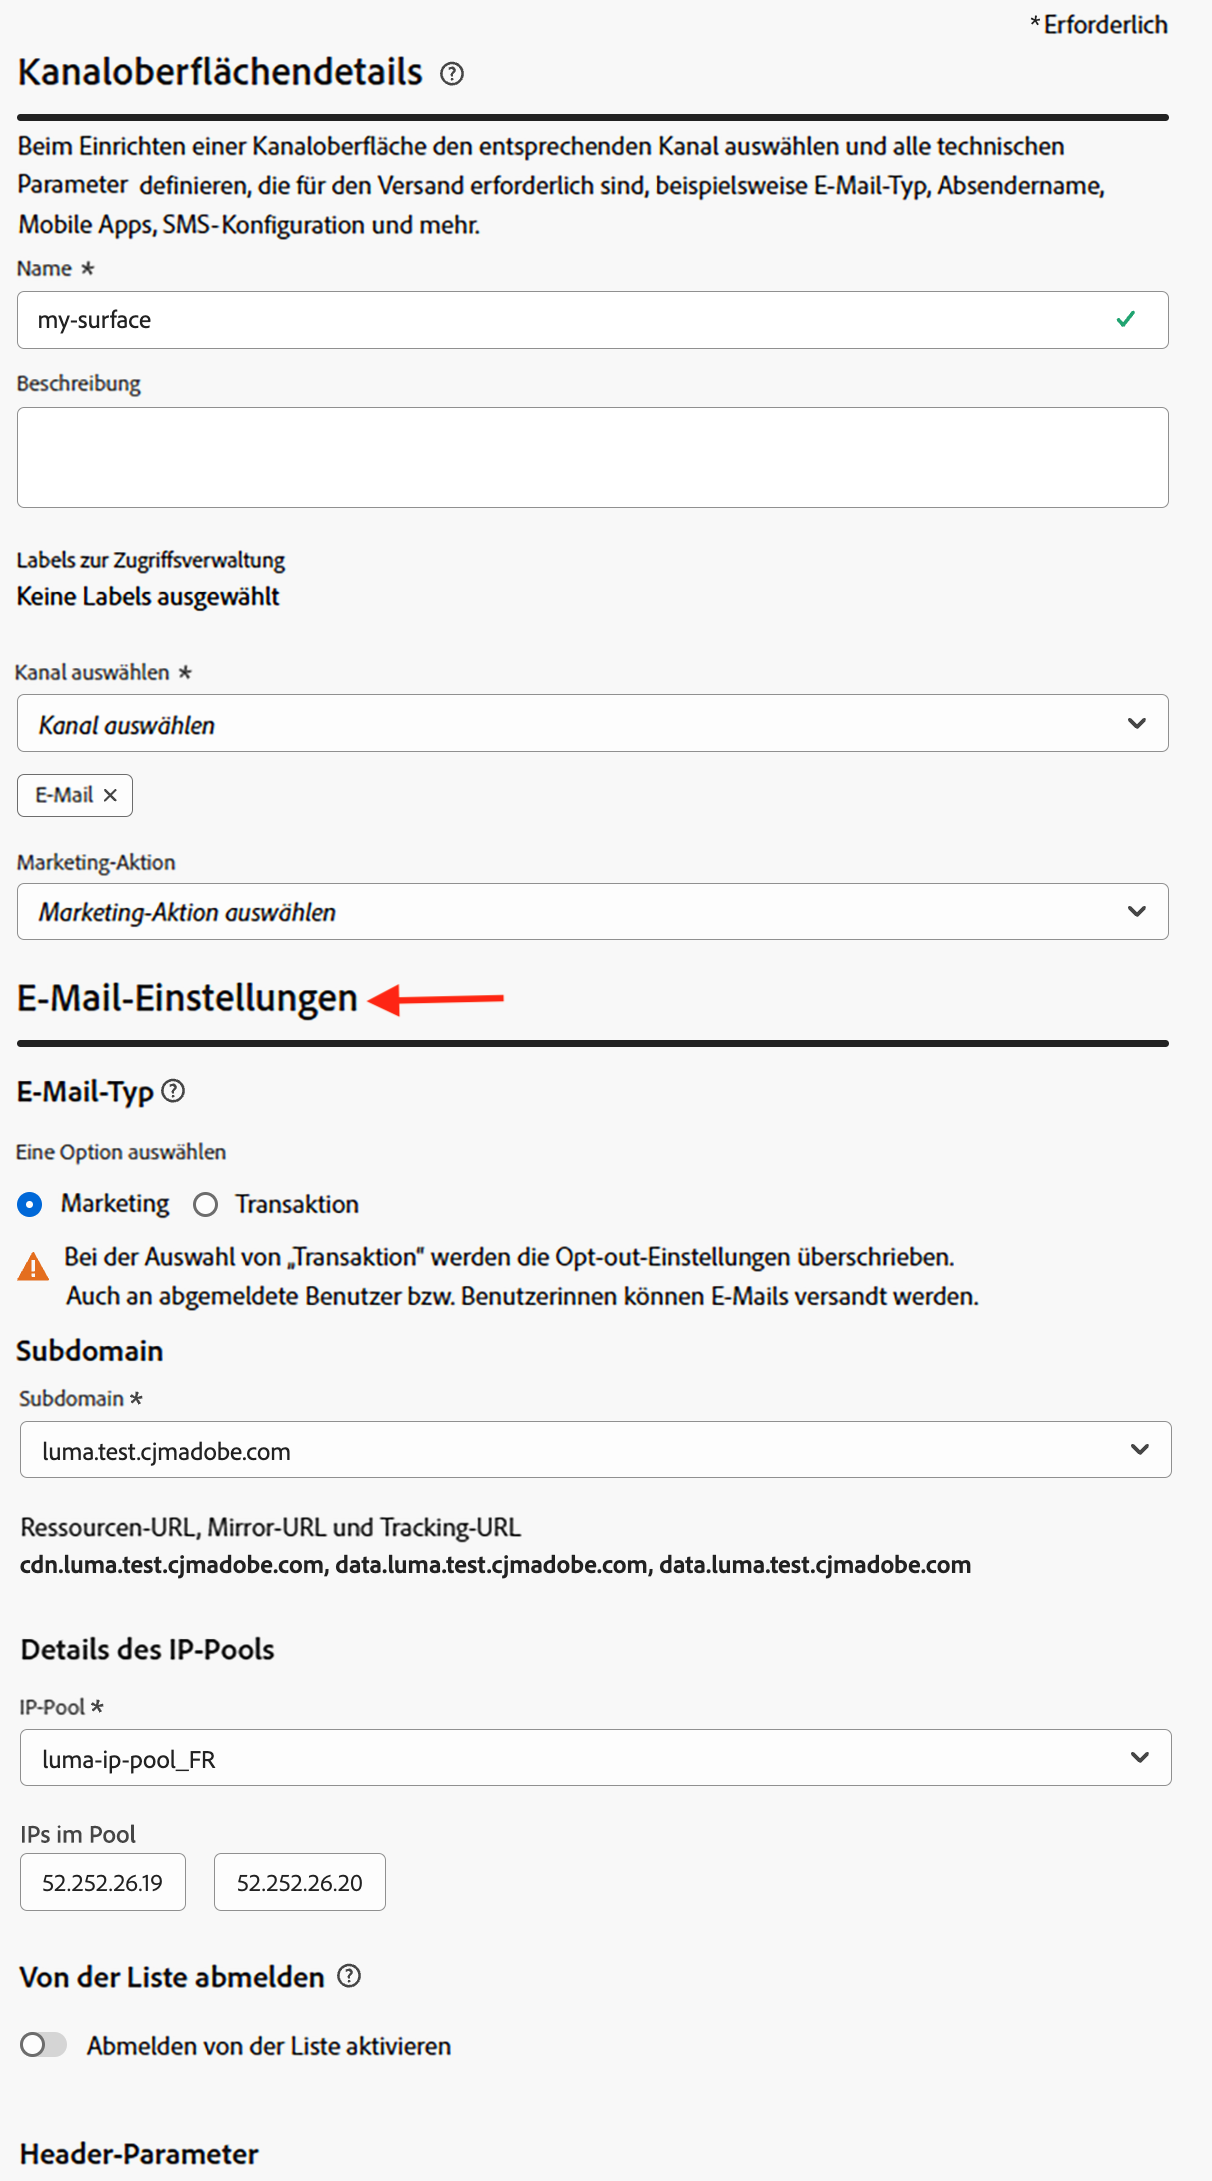 * Erforderlich
Kanaloberflächendetails
Beim Einrichten einer Kanaloberfläche den entsprechenden Kanal auswählen und alle technischen
Parameter definieren, die für den Versand erforderlich sind, beispielsweise E-Mail-Typ, Absendername,
Mobile Apps, SMS-Konfiguration und mehr.
Name *
my-surface
Beschreibung
Labels zur Zugriffsverwaltung
Keine Labels ausgewählt
Kanal auswählen *
Kanal auswählen
E-Mail
Marketing-Aktion
Marketing-Aktion auswählen
E-Mail-Einstellungen
E-Mail-Typ
Eine Option auswählen
Marketing Transaktion
Bei der Auswahl von „Transaktion“ werden die Opt-out-Einstellungen überschrieben.
Auch an abgemeldete Benutzer bzw. Benutzerinnen können E-Mails versandt werden.
Subdomain
Subdomain *
luma.test.cjmadobe.com
Ressourcen-URL, Mirror-URL und Tracking-URL
cdn.luma.test.cjmadobe.com, data.luma.test.cjmadobe.com, data.luma.test.cjmadobe.com
Details des IP-Pools
IP-Pool *
luma-ip-pool_FR
IPs im Pool
52.252.26.19 52.252.26.20
Von der Liste abmelden
Abmelden von der Liste aktivieren
Header-Parameter